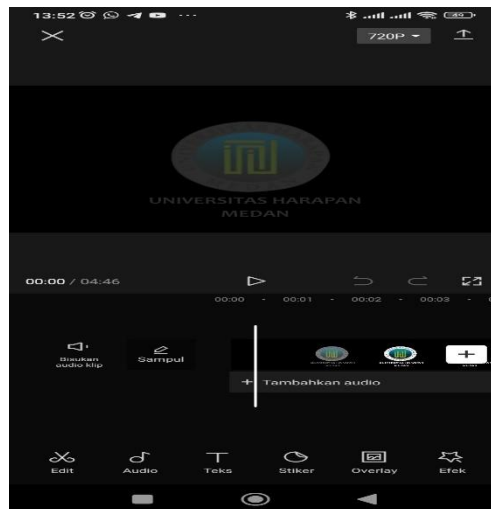 13:52
720P
UNIVERSITAS HARAPAN
MEDAN
00:00 / 04:46
00:00 00:01 00:02 00:03
Bisukan
audio klip
Sampul
+ Tambahkan audio
Edit Audio Teks Stiker Overlay Efek